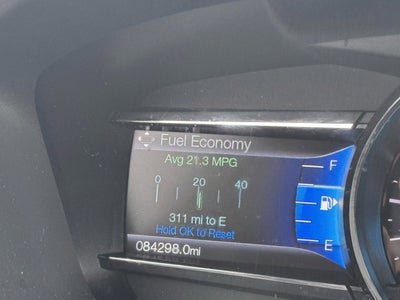 Fuel Economy
Avg 21.3 MPG
0 20 40
311 mi to E
Hold OK to Reset
084298.0mi
F
E